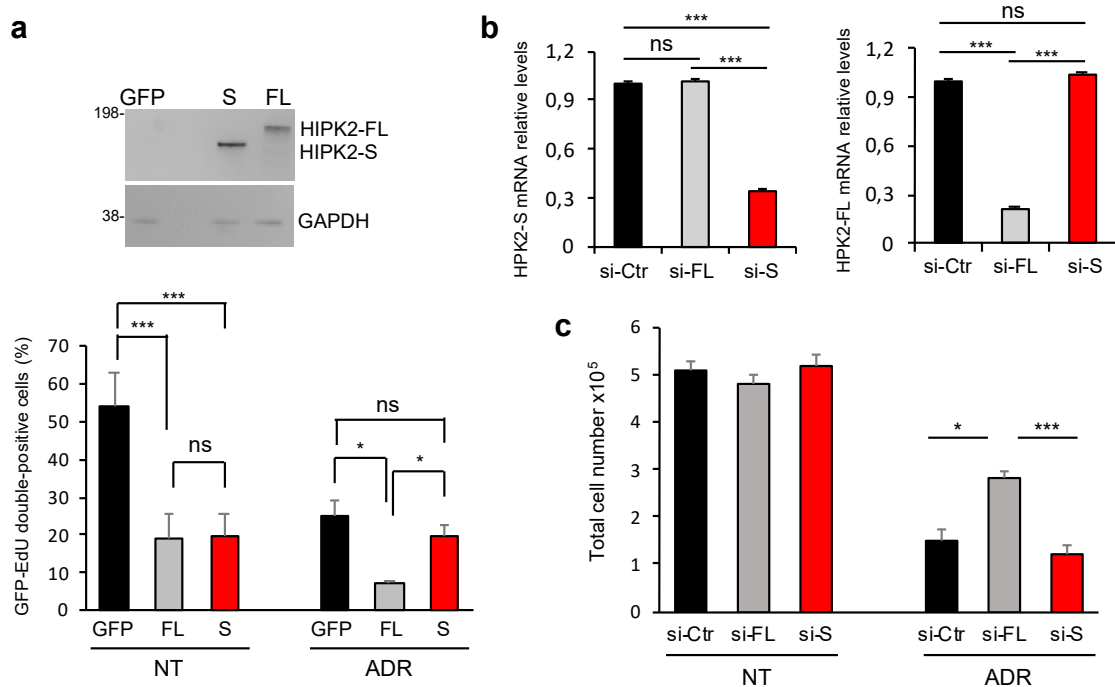 a
GFP S FL
198-
HIPK2-FL
HIPK2-S
38-
GAPDH
GFP-EdU double-positive cells (%)
70
60
50
40
30
20
10
0
***
***
ns
ns
*
*
GFP FL S
GFP FL S
NT
ADR
b
HPK2-S mRNA relative levels
1,2
0,9
0,6
0,3
0
***
ns
***
si-Ctr si-FL si-S
HPK2-FL mRNA relative levels
1,2
0,9
0,6
0,3
0
ns
***
***
si-Ctr si-FL si-S
c
Total cell number x10⁵
6
5
4
3
2
1
0
*
***
si-Ctr si-FL si-S
si-Ctr si-FL si-S
NT
ADR